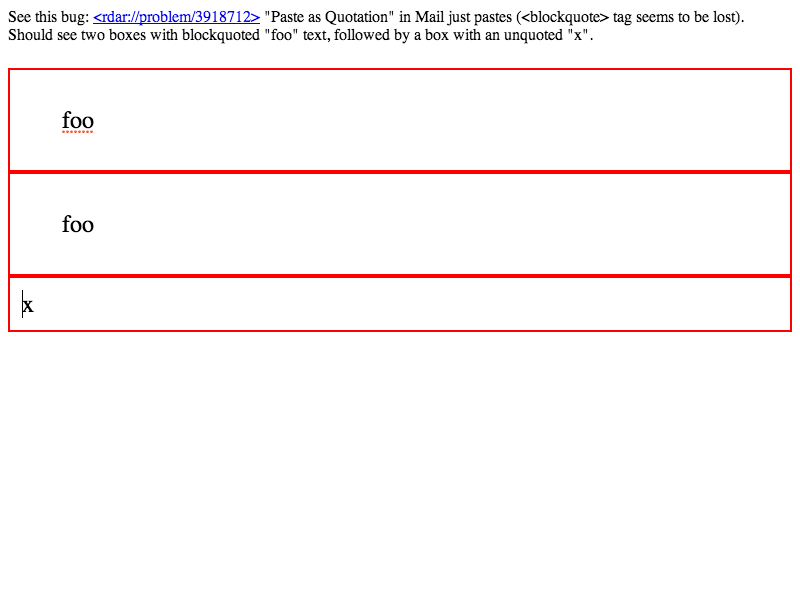 See this bug: <rdar://problem/3918712> "Paste as Quotation" in Mail just pastes (<blockquote> tag seems to be lost).
Should see two boxes with blockquoted "foo" text, followed by a box with an unquoted "x".
foo
foo
x